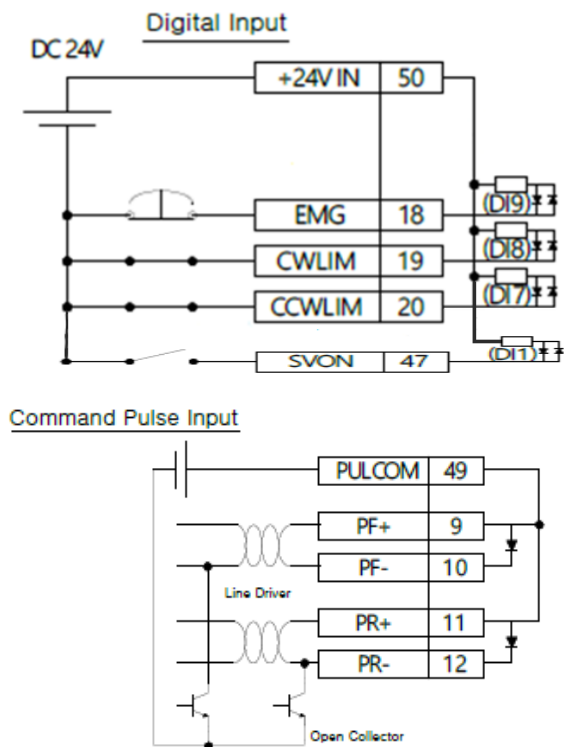 Digital Input
DC 24V
+24V IN 50
(DI9)
EMG 18
(DI8)
CWLIM 19
(DI7)
CCWLIM 20
(DI1)
SVON 47
Command Pulse Input
PULCOM 49
PF+ 9
PF- 10
Line Driver
PR+ 11
PR- 12
Open Collector